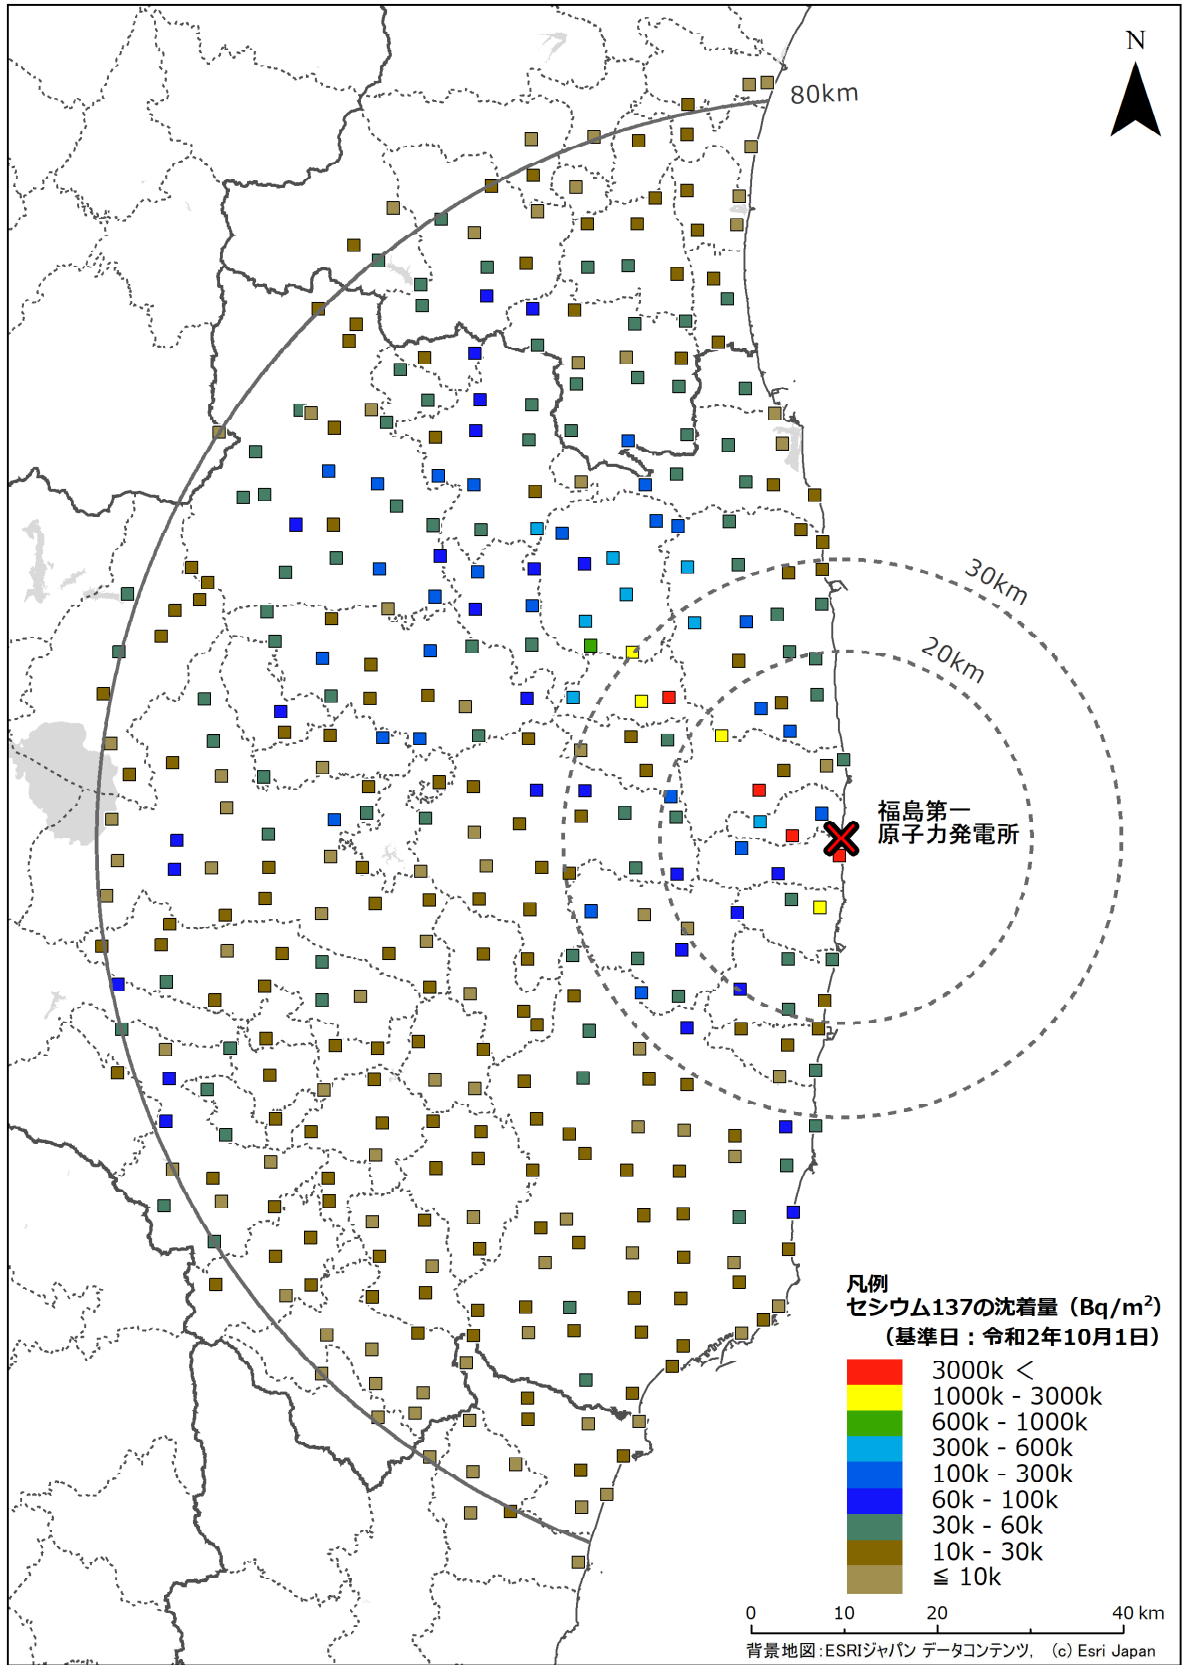 N
80km
30km
20km
福島第一
原子力発電所
凡例
セシウム137の沈着量（Bq/m²）
（基準日：令和2年10月1日）
3000k <
1000k - 3000k
600k - 1000k
300k - 600k
100k - 300k
60k - 100k
30k - 60k
10k - 30k
≦ 10k
0 10 20 40 km
背景地図：ESRIジャパン データコンテンツ, (c) Esri Japan